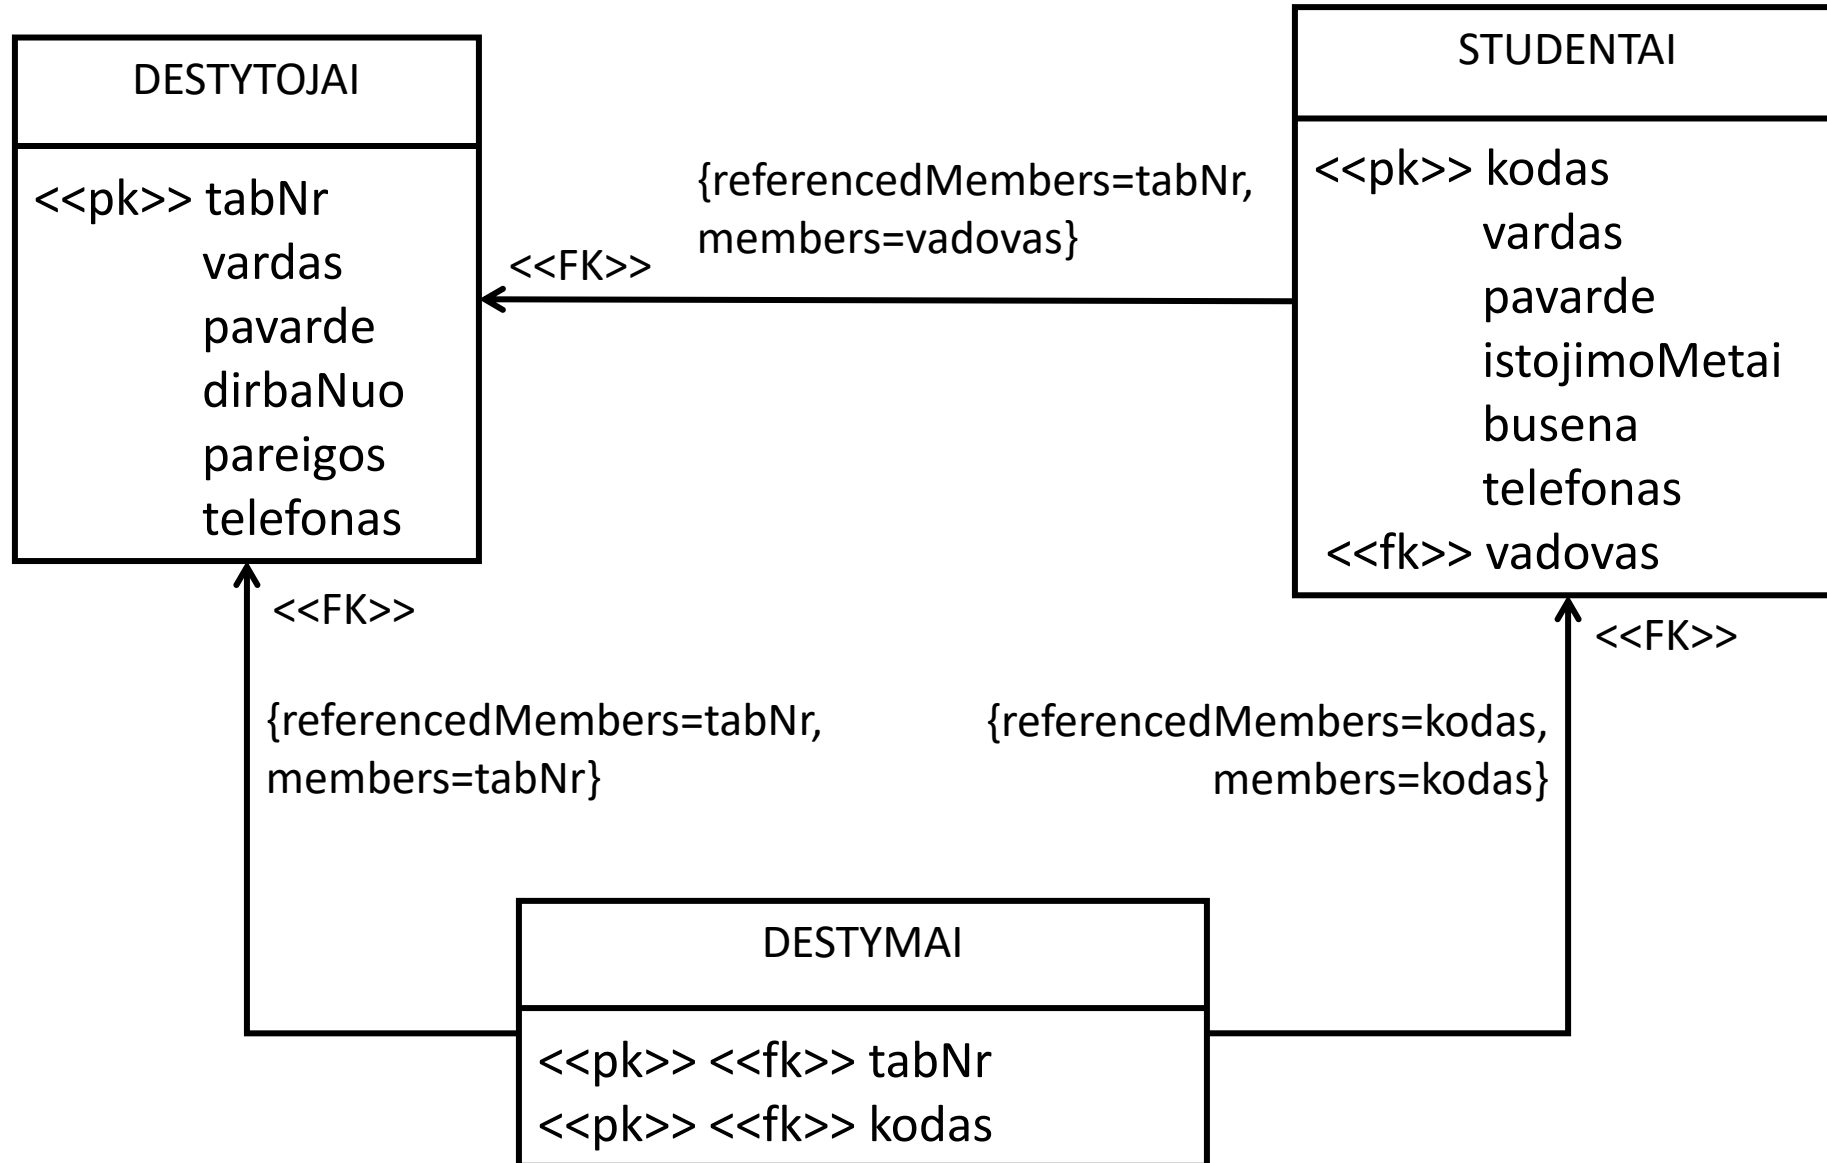 DESTYTOJAI
<<pk>> tabNr
vardas
pavarde
dirbaNuo
pareigos
telefonas
{referencedMembers=tabNr,
members=vadovas}
<<FK>>
STUDENTAI
<<pk>> kodas
vardas
pavarde
istojimoMetai
busena
telefonas
<<fk>> vadovas
<<FK>>
{referencedMembers=tabNr,
members=tabNr}
<<FK>>
{referencedMembers=kodas,
members=kodas}
DESTYMAI
<<pk>> <<fk>> tabNr
<<pk>> <<fk>> kodas